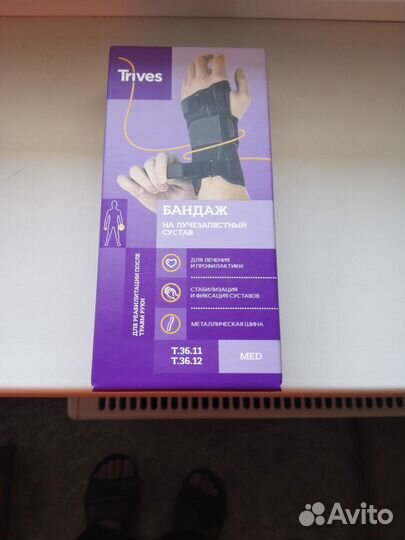 Trives
БАНДАЖ
НА ЛУЧЕЗАПЯСТНЫЙ
СУСТАВ
ДЛЯ РЕАБИЛИТАЦИИ ПОСЛЕ
ТРАВМ РУКИ
ДЛЯ ЛЕЧЕНИЯ
И ПРОФИЛАКТИКИ
СТАБИЛИЗАЦИЯ
И ФИКСАЦИЯ СУСТАВОВ
МЕТАЛЛИЧЕСКАЯ ШИНА
Т.36.11
Т.36.12
MED
Avito